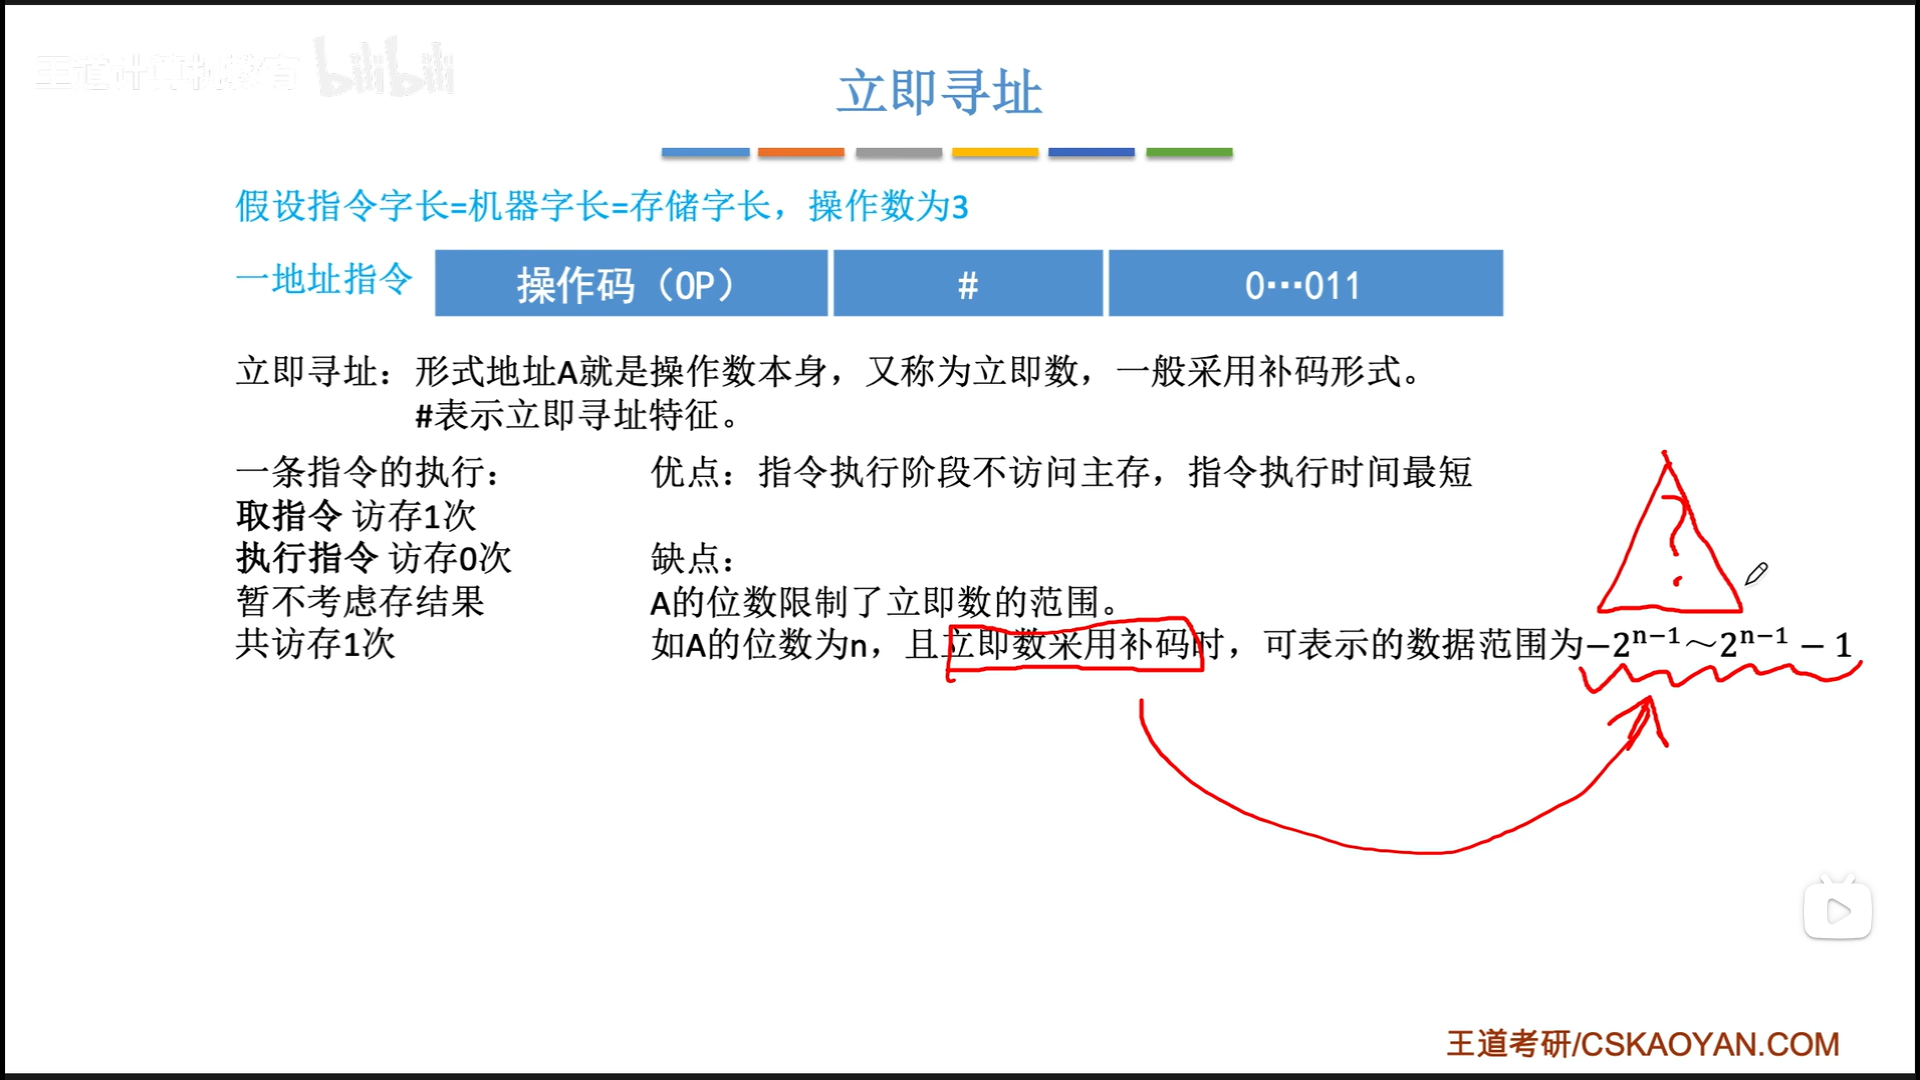 王道计算机教育 bilibili
立即寻址
假设指令字长=机器字长=存储字长，操作数为3
一地址指令 操作码（OP） # 0···011
立即寻址：形式地址A就是操作数本身，又称为立即数，一般采用补码形式。
#表示立即寻址特征。
一条指令的执行：
取指令 访存1次
执行指令 访存0次
暂不考虑存结果
共访存1次
优点：指令执行阶段不访问主存，指令执行时间最短
缺点：
A的位数限制了立即数的范围。
如A的位数为n，且立即数采用补码时，可表示的数据范围为−2ⁿ⁻¹～2ⁿ⁻¹ − 1
?
王道考研/CSKAOYAN.COM